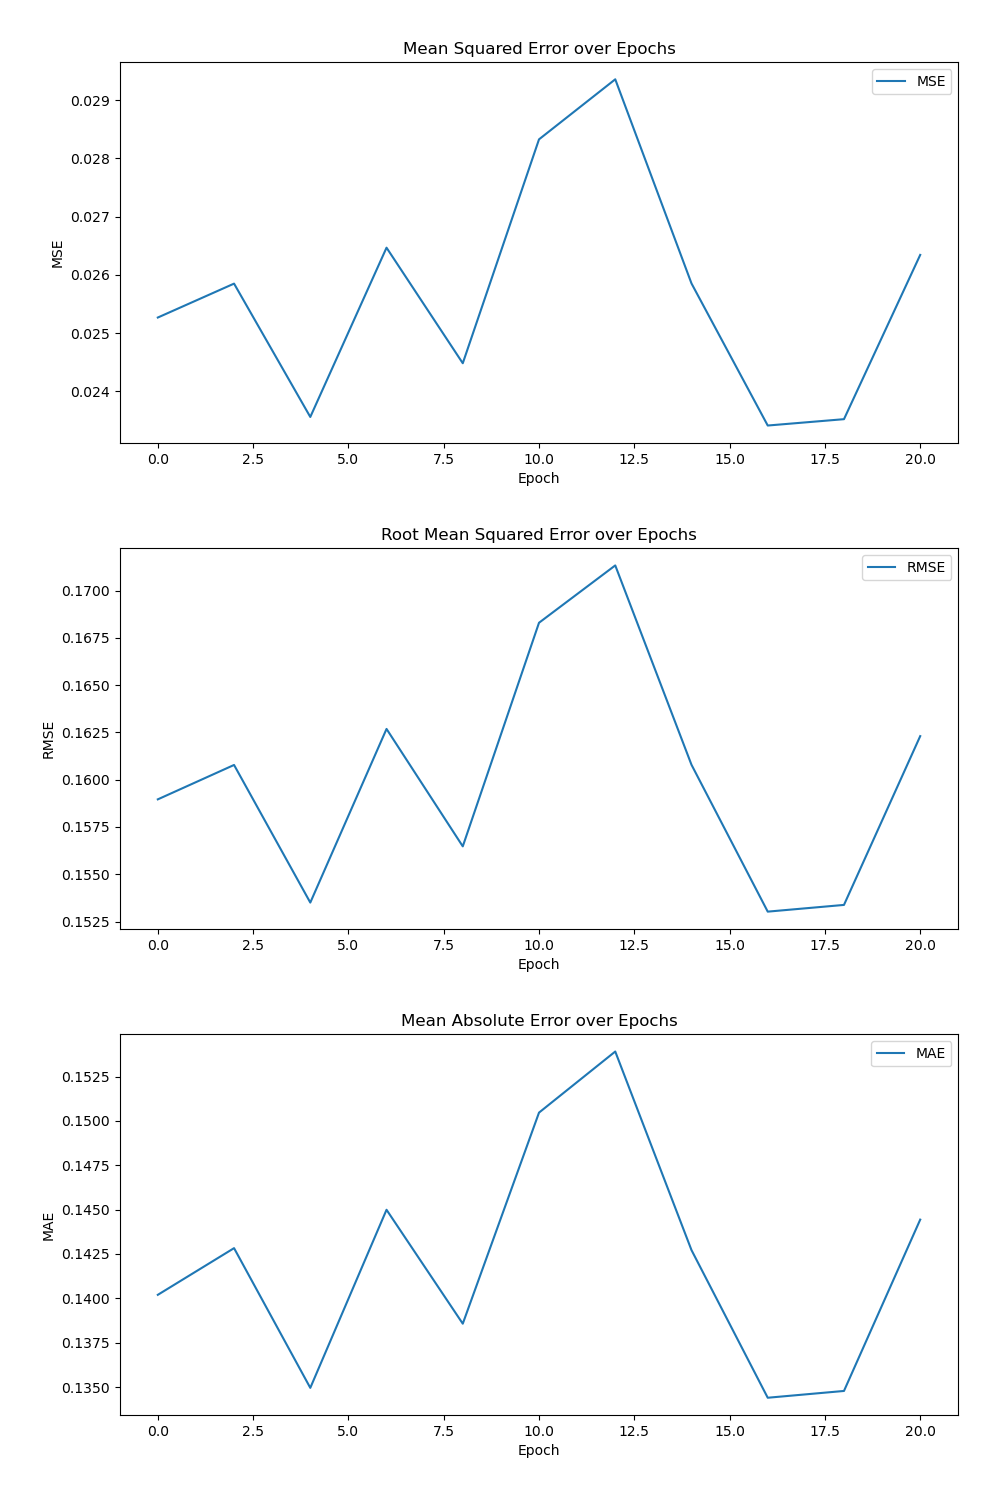 Mean Squared Error over Epochs
MSE
0.029
0.028
0.027
0.026
0.025
0.024
MSE
0.0 2.5 5.0 7.5 10.0 12.5 15.0 17.5 20.0
Epoch
Root Mean Squared Error over Epochs
RMSE
0.1700
0.1675
0.1650
0.1625
0.1600
0.1575
0.1550
0.1525
RMSE
0.0 2.5 5.0 7.5 10.0 12.5 15.0 17.5 20.0
Epoch
Mean Absolute Error over Epochs
MAE
0.1525
0.1500
0.1475
0.1450
0.1425
0.1400
0.1375
0.1350
MAE
0.0 2.5 5.0 7.5 10.0 12.5 15.0 17.5 20.0
Epoch